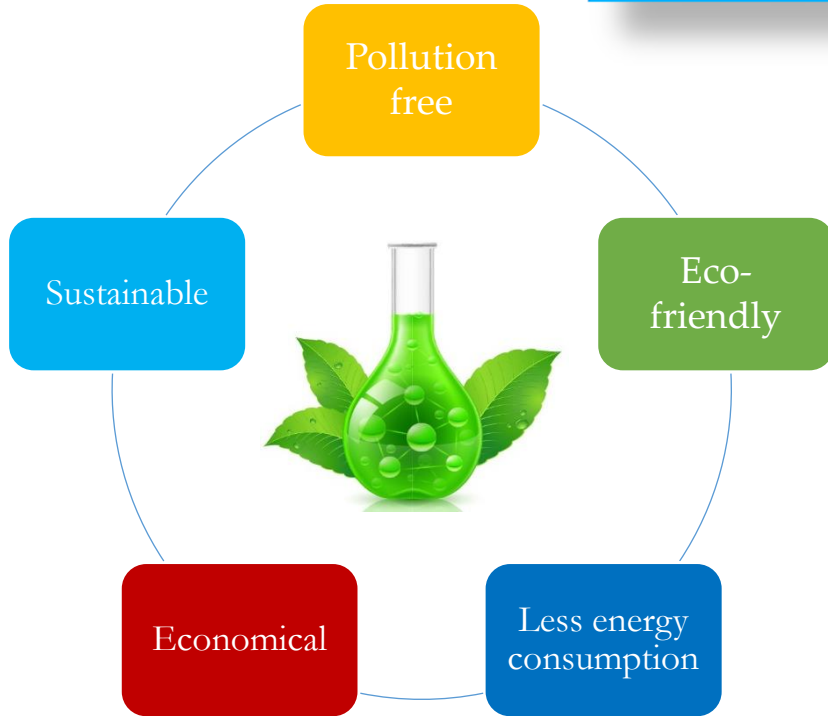 Pollution
free
Eco-
friendly
Less energy
consumption
Economical
Sustainable